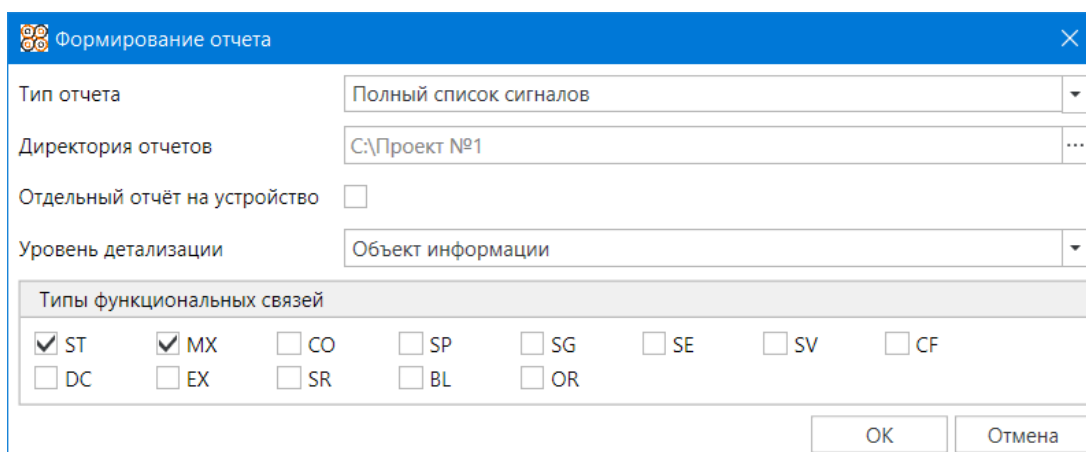 Формирование отчета
Тип отчета Полный список сигналов
Директория отчетов C:\Проект №1 ...
Отдельный отчёт на устройство
Уровень детализации Объект информации
Типы функциональных связей
ST MX CO SP SG SE SV CF
DC EX SR BL OR
OK Отмена